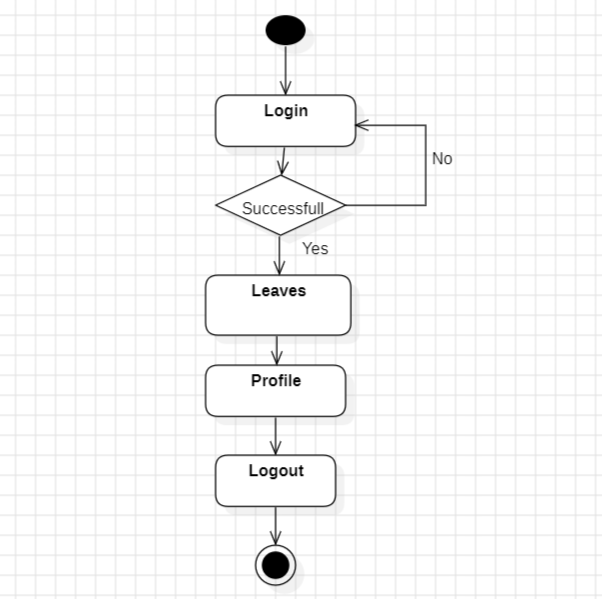 Login
No
Successfull
Yes
Leaves
Profile
Logout